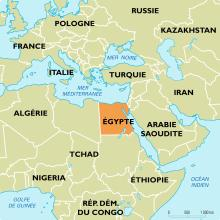 RUSSIE
POLOGNE
KAZAKHSTAN
FRANCE
MER NOIRE
ITALIE
TURQUIE
MER
MÉDITERRANÉE
IRAN
ALGÉRIE
ÉGYPTE
ARABIE
SAOUDITE
OCÉAN
INDIEN
TCHAD
NIGERIA
ÉTHIOPIE
GOLFE
DE GUINÉE
RÉP. DÉM.
DU CONGO